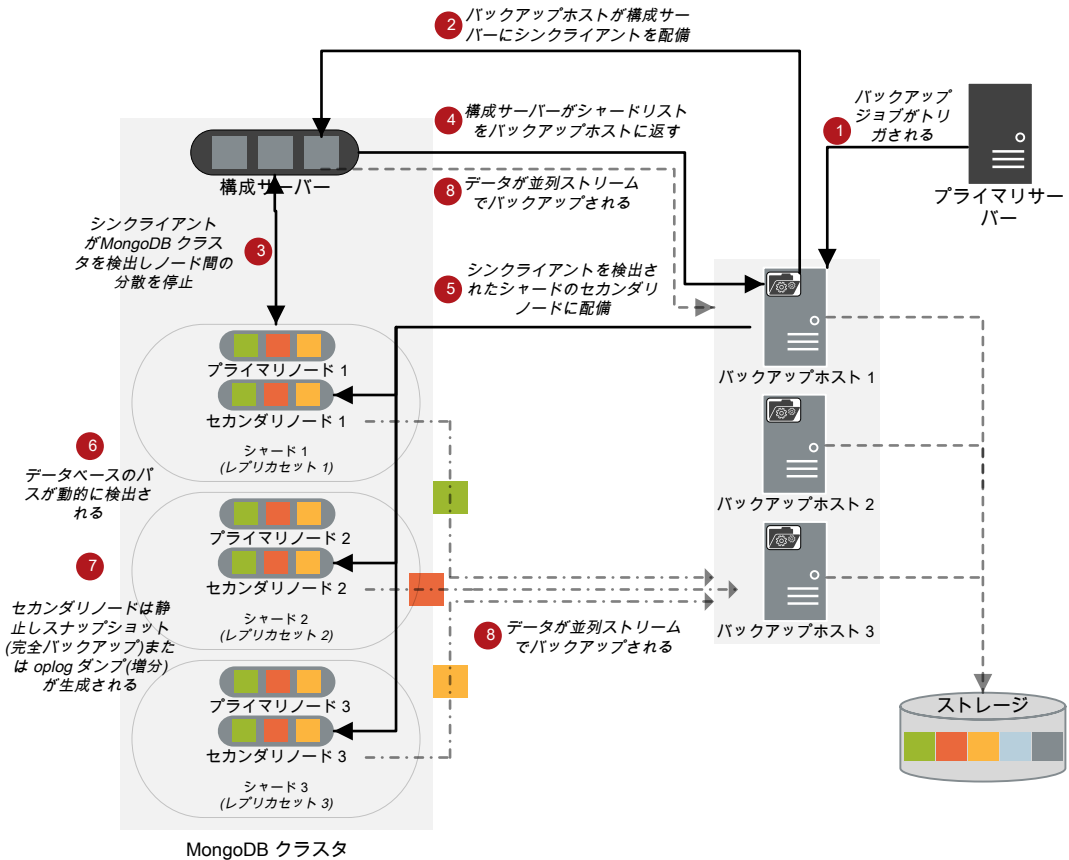 2
バックアップホストが構成サー
バーにシンクライアントを配備
バックアップ
ジョブがトリ
ガされる
1
4
構成サーバーがシャードリスト
をバックアップホストに返す
プライマリサー
バー
構成サーバー
8
データが並列ストリーム
でバックアップされる
シンクライアント
がMongoDB クラス
タを検出しノード間の
分散を停止
3
5
シンクライアントを検出さ
れたシャードのセカンダリ
ノードに配備
プライマリノード 1
セカンダリノード 1
シャード 1
(レプリカセット 1)
バックアップホスト 1
6
データベースのパ
スが動的に検出さ
れる
バックアップホスト 2
プライマリノード 2
セカンダリノード 2
シャード 2
(レプリカセット 2)
7
セカンダリノードは静
止しスナップショット
(完全バックアップ)また
は oplog ダンプ(増分)
が生成される
バックアップホスト 3
8
データが並列ストリーム
でバックアップされる
プライマリノード 3
セカンダリノード 3
シャード 3
(レプリカセット 3)
ストレージ
MongoDB クラスタ